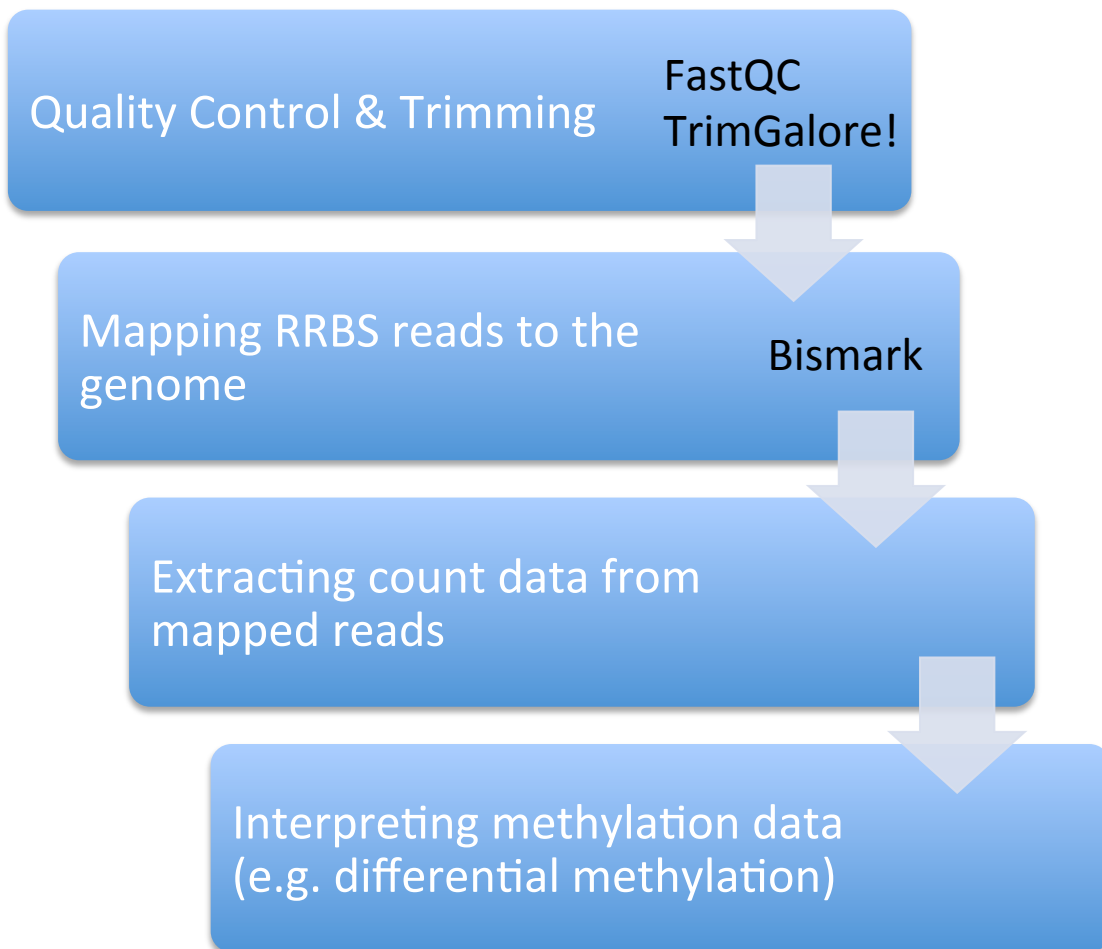 Quality Control & Trimming
FastQC
TrimGalore!
Mapping RRBS reads to the
genome
Bismark
Extracting count data from
mapped reads
Interpreting methylation data
(e.g. differential methylation)